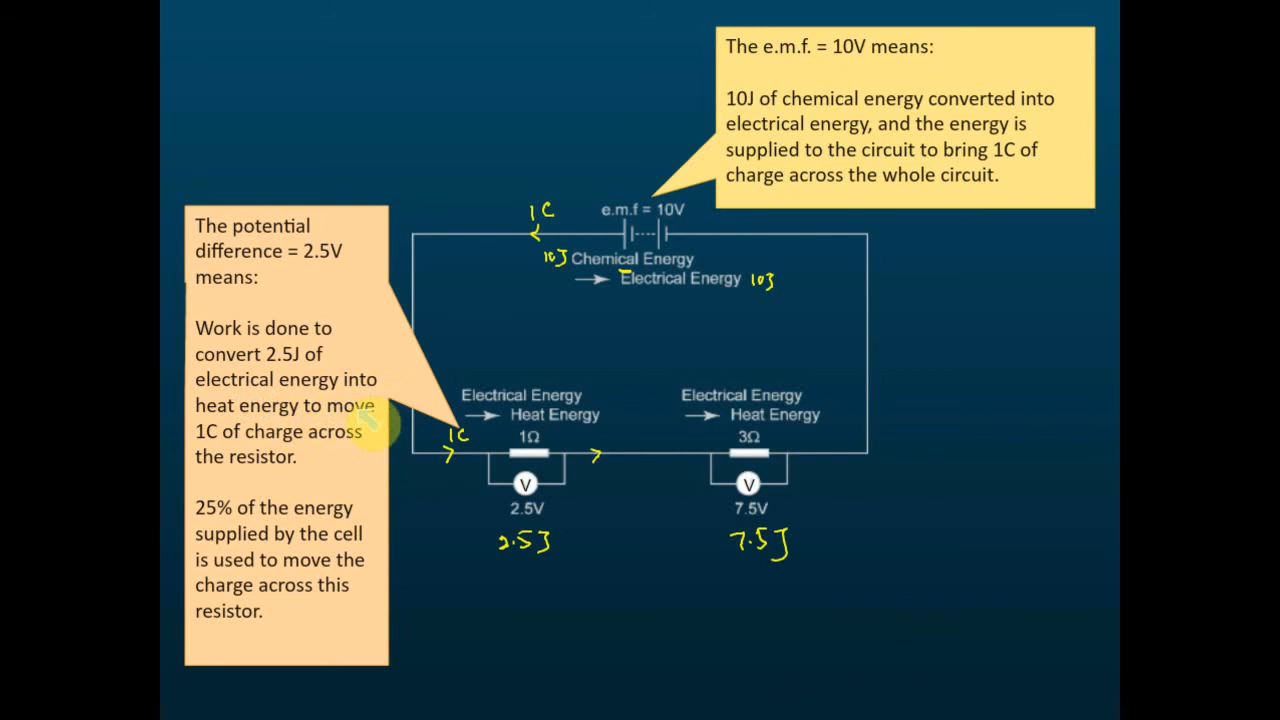 The e.m.f. = 10V means:
10J of chemical energy converted into
electrical energy, and the energy is
supplied to the circuit to bring 1C of
charge across the whole circuit.
The potential
difference = 2.5V
means:
Work is done to
convert 2.5J of
electrical energy into
heat energy to move
1C of charge across
the resistor.
25% of the energy
supplied by the cell
is used to move the
charge across this
resistor.
1C
e.m.f = 10V
10J Chemical Energy
Electrical Energy 10J
Electrical Energy
Heat Energy
1C
1Ω
V
2.5V
2.5J
Electrical Energy
Heat Energy
3Ω
V
7.5V
7.5J